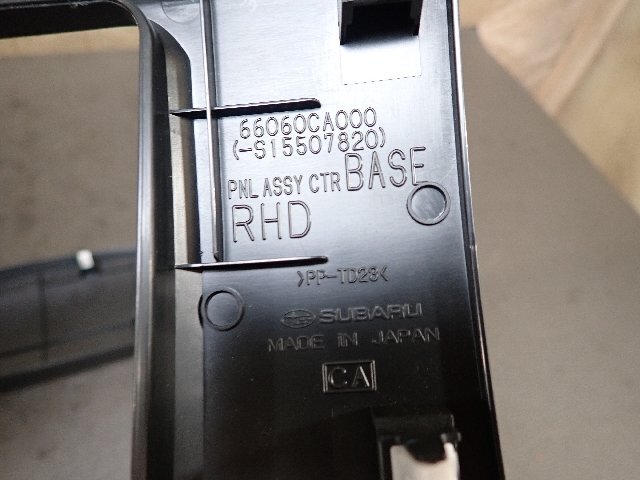 66060CA000
(-S15507820)
PNL ASSY CTR BASE
RHD
>PP-TD23<
SUBARU
MADE IN JAPAN
CA